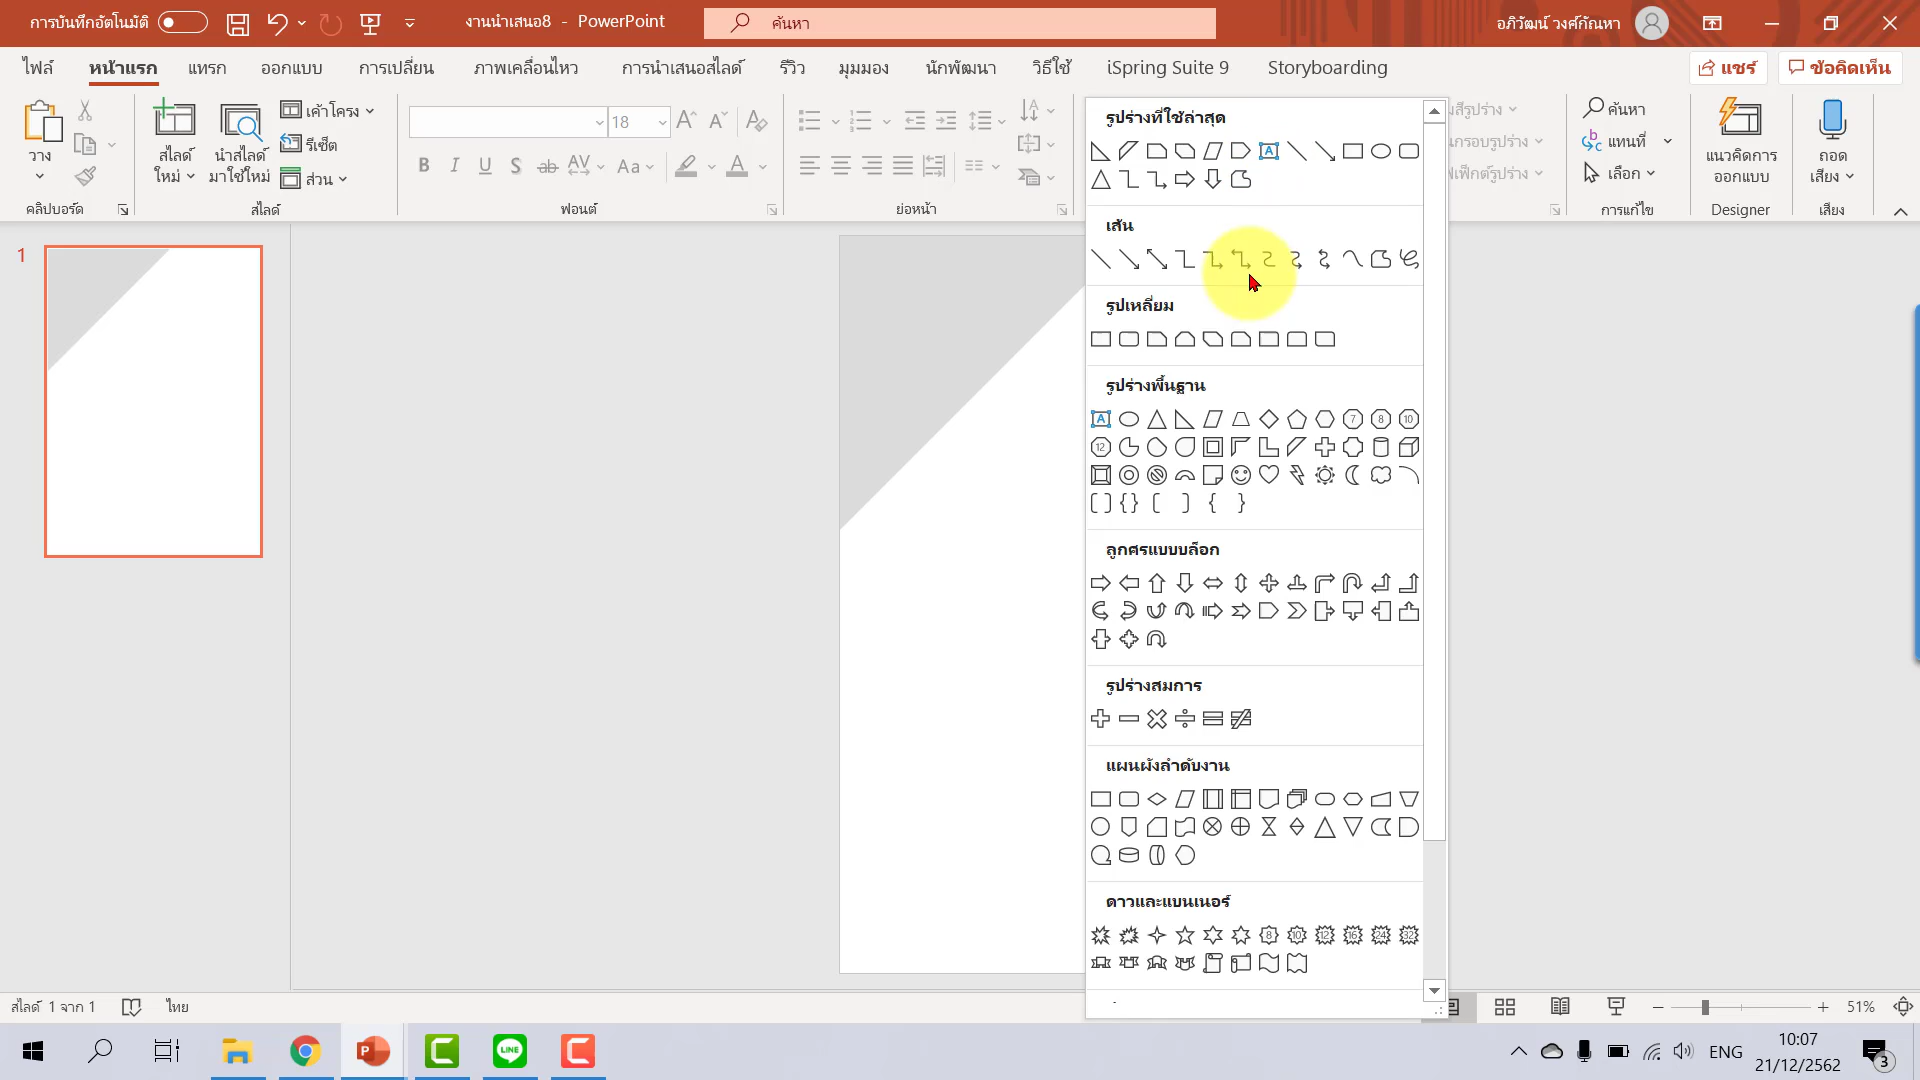 การบันทึกอัตโนมัติ
งานนำเสนอ8 - PowerPoint
ค้นหา
อภิวัฒน์ วงศ์กัณหา
ไฟล์ หน้าแรก แทรก ออกแบบ การเปลี่ยน ภาพเคลื่อนไหว การนำเสนอสไลด์ รีวิว มุมมอง นักพัฒนา วิธีใช้ iSpring Suite 9 Storyboarding
แชร์
ข้อคิดเห็น
วาง
คลิปบอร์ด
สไลด์
ใหม่
นำสไลด์
มาใช้ใหม่
เค้าโครง
รีเซ็ต
ส่วน
สไลด์
18
B I U S ab AV Aa A
ฟอนต์
ย่อหน้า
ค้นหา
แทนที่
เลือก
การแก้ไข
แนวคิดการ
ออกแบบ
Designer
ถอด
เสียง
เสียง
รูปร่างที่ใช้ล่าสุด
เส้น
รูปเหลี่ยม
รูปร่างพื้นฐาน
7 8 10
12
ลูกศรแบบบล็อก
รูปร่างสมการ
แผนผังลำดับงาน
ดาวและแบนเนอร์
8 10 12 16 24 32
1
สไลด์ 1 จาก 1
ไทย
51%
LINE
ENG
10:07
21/12/2562
3